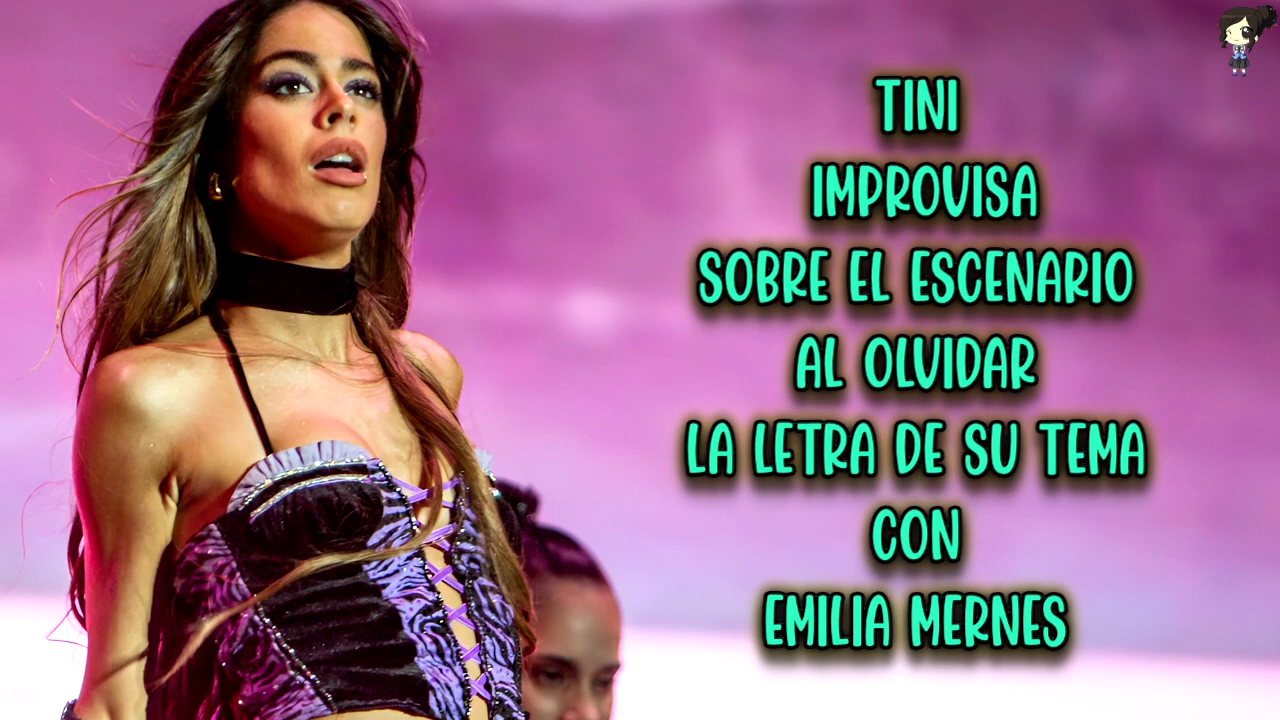 TINI
IMPROVISA
SOBRE EL ESCENARIO
AL OLVIDAR
LA LETRA DE SU TEMA
CON
EMILIA MERNES